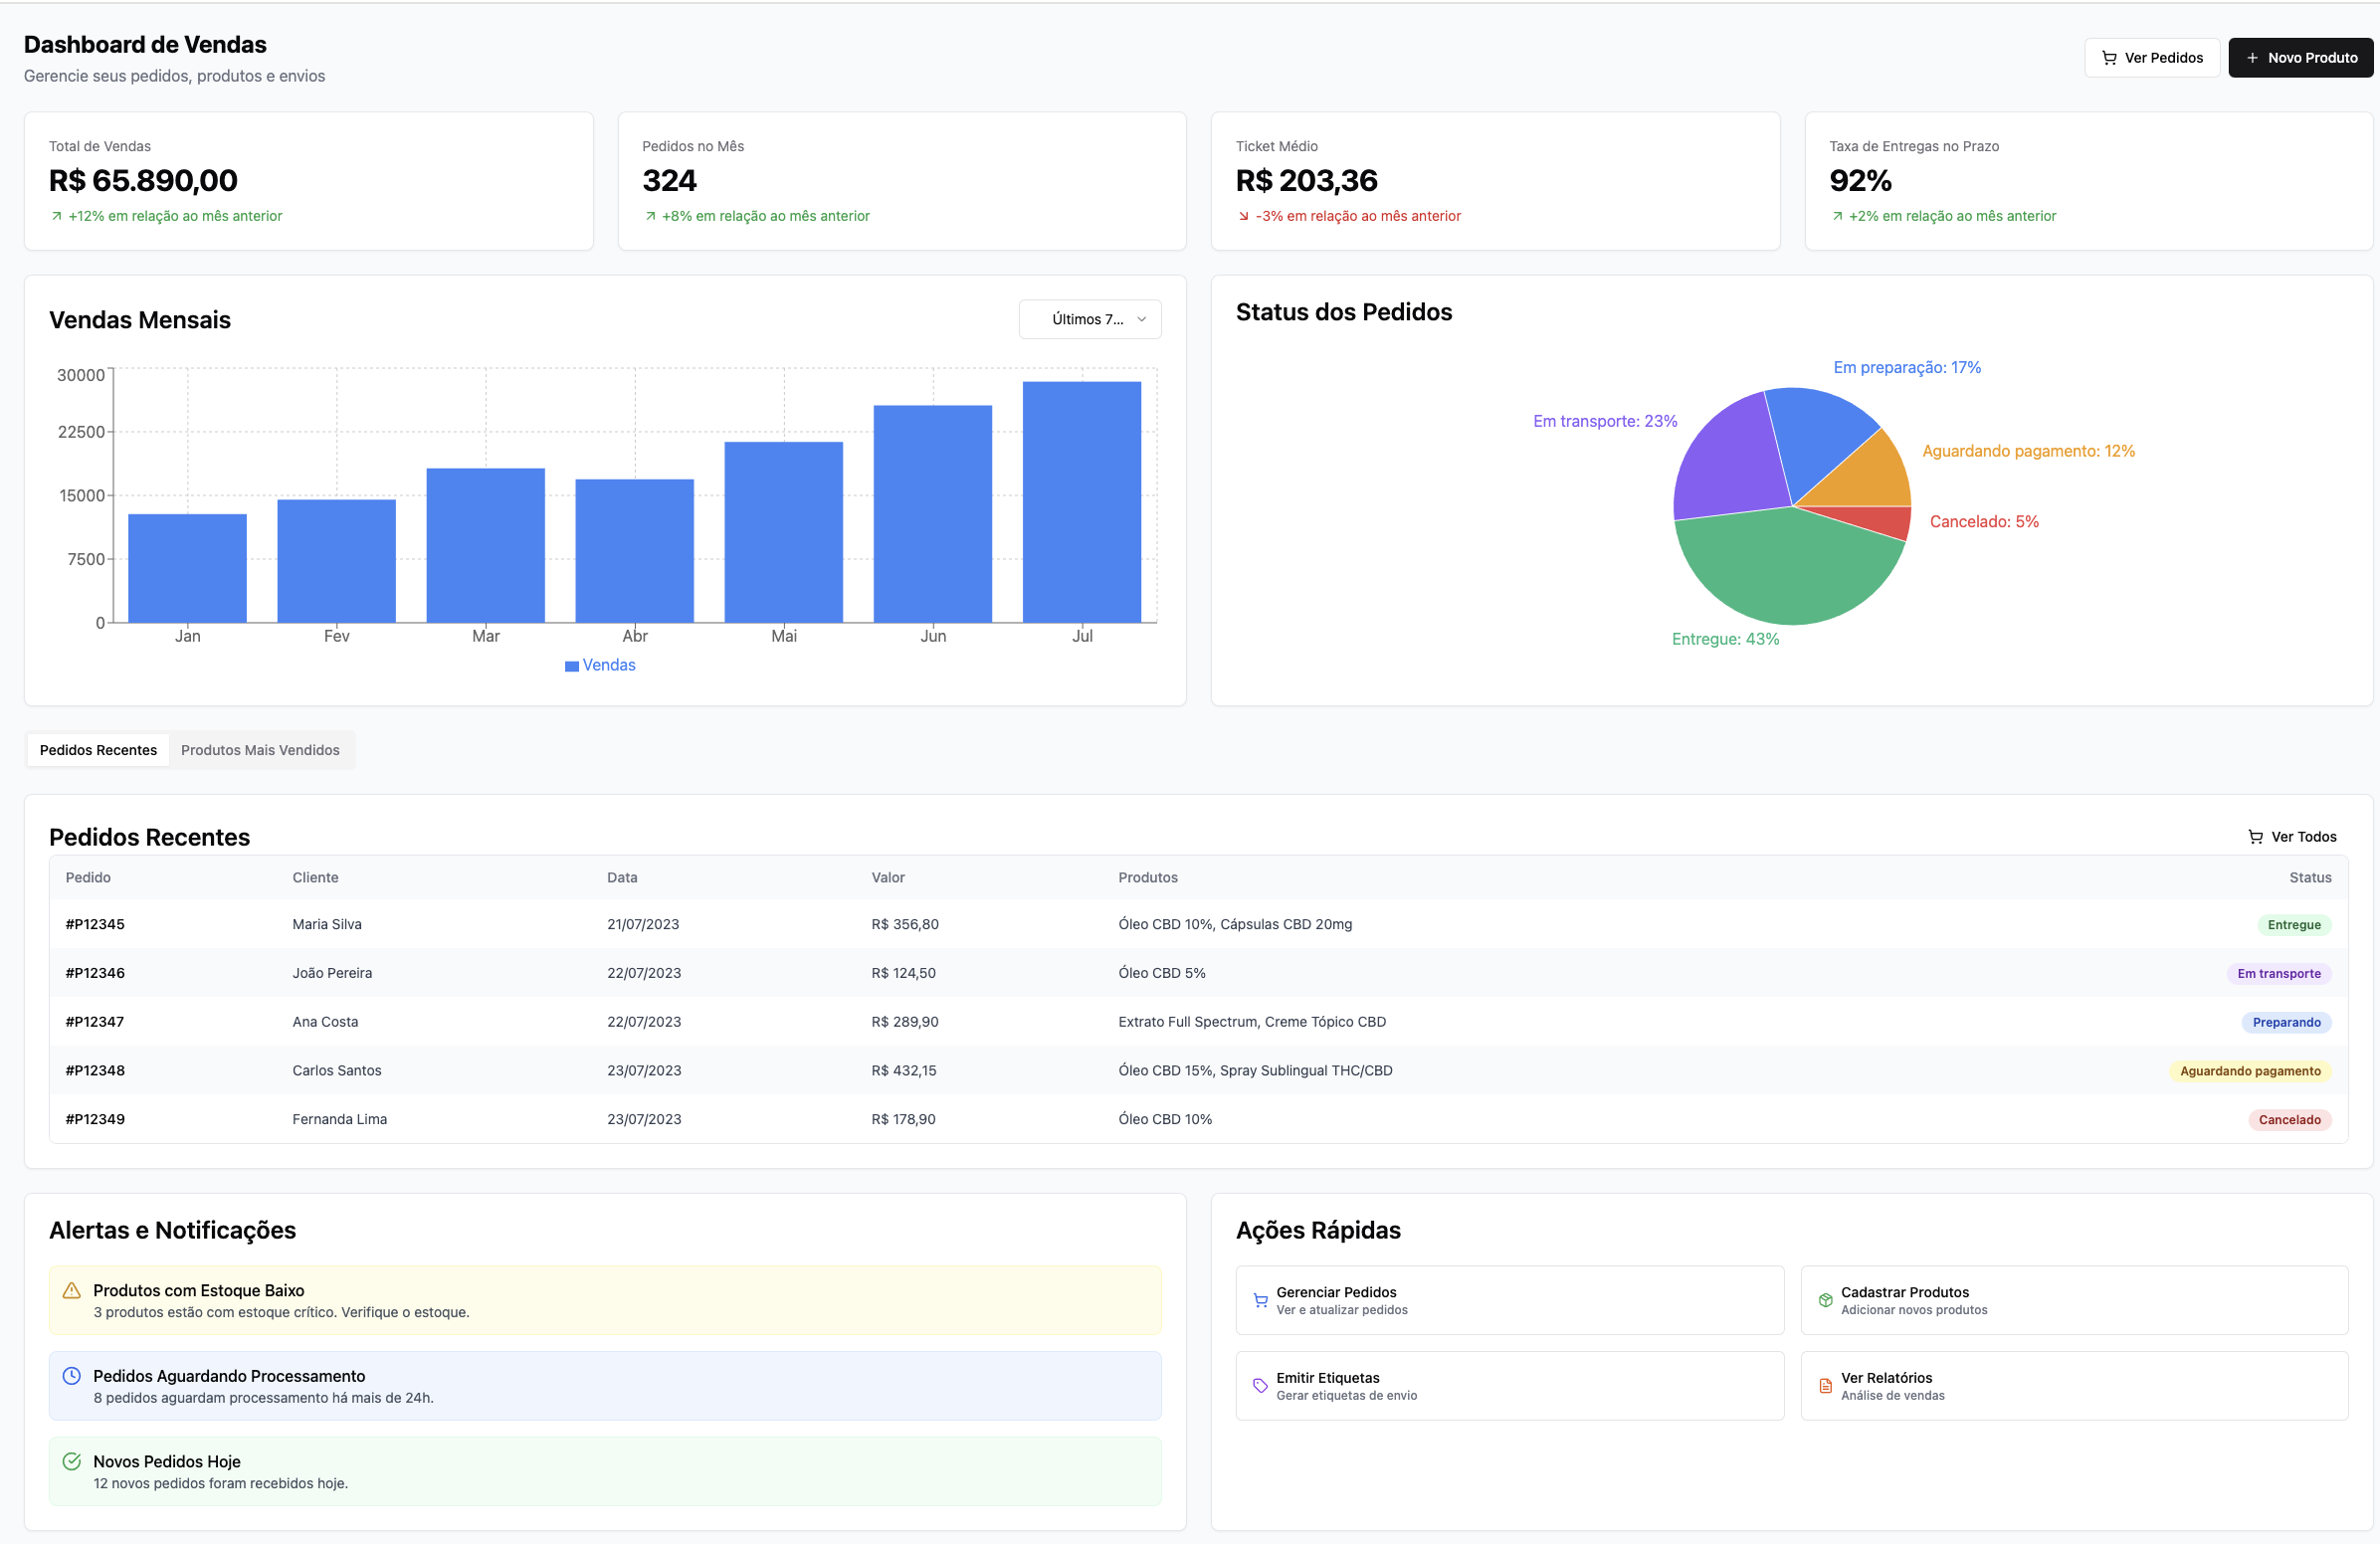 Dashboard de Vendas
Gerencie seus pedidos, produtos e envios
Ver Pedidos
Novo Produto
Total de Vendas
R$ 65.890,00
+12% em relação ao mês anterior
Pedidos no Mês
324
+8% em relação ao mês anterior
Ticket Médio
R$ 203,36
-3% em relação ao mês anterior
Taxa de Entregas no Prazo
92%
+2% em relação ao mês anterior
Vendas Mensais
Últimos 7...
30000
22500
15000
7500
0
Jan Fev Mar Abr Mai Jun Jul
Vendas
Status dos Pedidos
Em preparação: 17%
Em transporte: 23%
Aguardando pagamento: 12%
Cancelado: 5%
Entregue: 43%
Pedidos Recentes Produtos Mais Vendidos
Pedidos Recentes
Ver Todos
Pedido Cliente Data Valor Produtos Status
#P12345 Maria Silva 21/07/2023 R$ 356,80 Óleo CBD 10%, Cápsulas CBD 20mg Entregue
#P12346 João Pereira 22/07/2023 R$ 124,50 Óleo CBD 5% Em transporte
#P12347 Ana Costa 22/07/2023 R$ 289,90 Extrato Full Spectrum, Creme Tópico CBD Preparando
#P12348 Carlos Santos 23/07/2023 R$ 432,15 Óleo CBD 15%, Spray Sublingual THC/CBD Aguardando pagamento
#P12349 Fernanda Lima 23/07/2023 R$ 178,90 Óleo CBD 10% Cancelado
Alertas e Notificações
Produtos com Estoque Baixo
3 produtos estão com estoque crítico. Verifique o estoque.
Pedidos Aguardando Processamento
8 pedidos aguardam processamento há mais de 24h.
Novos Pedidos Hoje
12 novos pedidos foram recebidos hoje.
Ações Rápidas
Gerenciar Pedidos
Ver e atualizar pedidos
Cadastrar Produtos
Adicionar novos produtos
Emitir Etiquetas
Gerar etiquetas de envio
Ver Relatórios
Análise de vendas